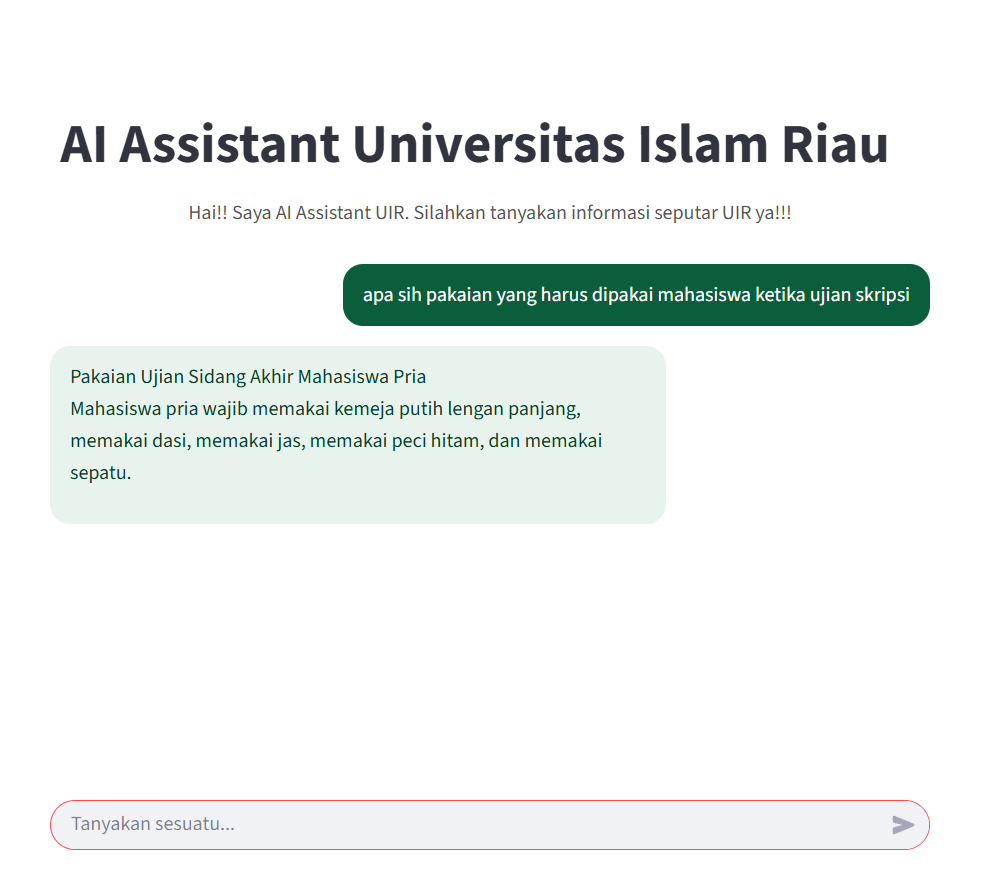 AI Assistant Universitas Islam Riau
Hai!! Saya AI Assistant UIR. Silahkan tanyakan informasi seputar UIR ya!!!
apa sih pakaian yang harus dipakai mahasiswa ketika ujian skripsi
Pakaian Ujian Sidang Akhir Mahasiswa Pria
Mahasiswa pria wajib memakai kemeja putih lengan panjang,
memakai dasi, memakai jas, memakai peci hitam, dan memakai
sepatu.
Tanyakan sesuatu...